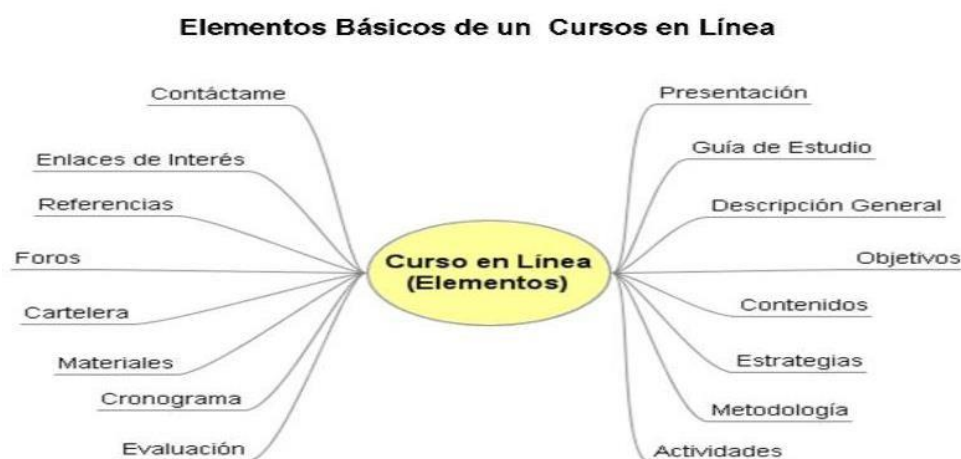 Elementos Básicos de un Cursos en Línea
Contáctame
Enlaces de Interés
Referencias
Foros
Cartelera
Materiales
Cronograma
Evaluación
Curso en Línea
(Elementos)
Presentación
Guía de Estudio
Descripción General
Objetivos
Contenidos
Estrategias
Metodología
Actividades